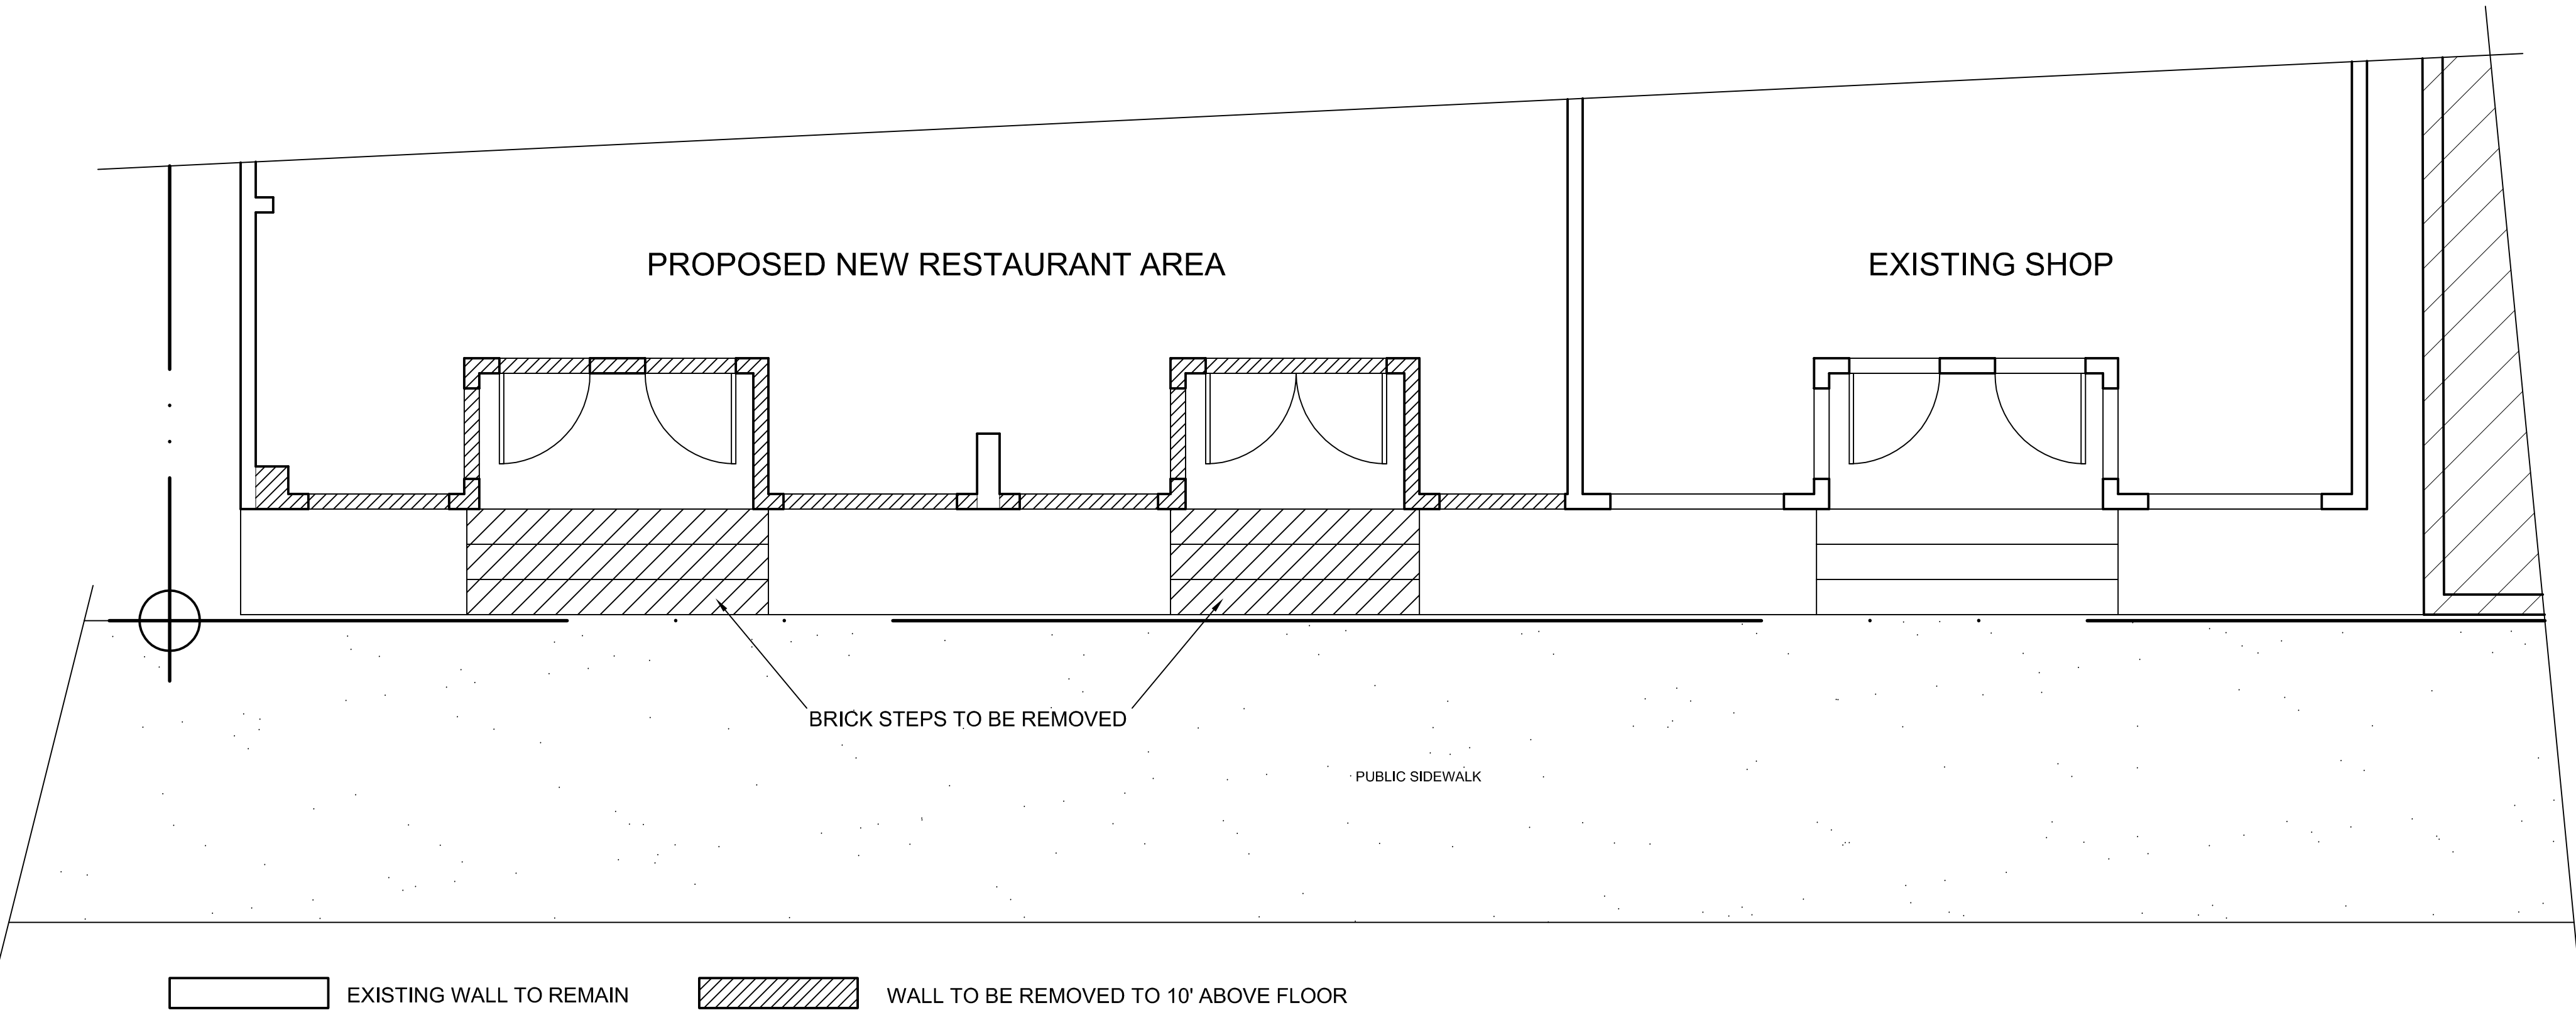 PROPOSED NEW RESTAURANT AREA
EXISTING SHOP
BRICK STEPS TO BE REMOVED
PUBLIC SIDEWALK
EXISTING WALL TO REMAIN
WALL TO BE REMOVED TO 10' ABOVE FLOOR